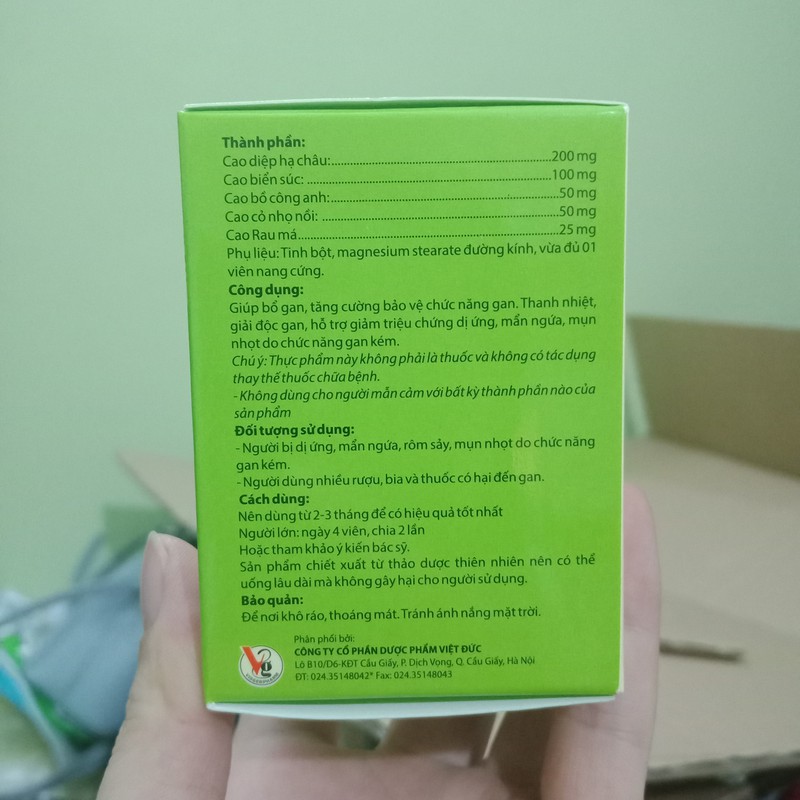 Thành phần:
Cao diệp hạ châu:..........................................................200 mg
Cao biển súc: ................................................................100 mg
Cao bồ công anh:............................................................50 mg
Cao cỏ nhọ nồi: ..............................................................50 mg
Cao Rau má....................................................................25 mg
Phụ liệu: Tinh bột, magnesium stearate đường kính, vừa đủ 01
viên nang cứng.
Công dụng:
Giúp bổ gan, tăng cường bảo vệ chức năng gan. Thanh nhiệt,
giải độc gan, hỗ trợ giảm triệu chứng dị ứng, mẩn ngứa, mụn
nhọt do chức năng gan kém.
Chú ý: Thực phẩm này không phải là thuốc và không có tác dụng
thay thế thuốc chữa bệnh.
- Không dùng cho người mẫn cảm với bất kỳ thành phần nào của
sản phẩm
Đối tượng sử dụng:
- Người bị dị ứng, mẩn ngứa, rôm sảy, mụn nhọt do chức năng
gan kém.
- Người dùng nhiều rượu, bia và thuốc có hại đến gan.
Cách dùng:
Nên dùng từ 2-3 tháng để có hiệu quả tốt nhất
Người lớn: ngày 4 viên, chia 2 lần
Hoặc tham khảo ý kiến bác sỹ.
Sản phẩm chiết xuất từ thảo dược thiên nhiên nên có thể
uống lâu dài mà không gây hại cho người sử dụng.
Bảo quản:
Để nơi khô ráo, thoáng mát. Tránh ánh nắng mặt trời.
Phân phối bởi:
CÔNG TY CỔ PHẦN DƯỢC PHẨM VIỆT ĐỨC
Lô B10/D6-KĐT Cầu Giấy, P. Dịch Vọng, Q. Cầu Giấy, Hà Nội
ĐT: 024.35148042* Fax: 024.35148043